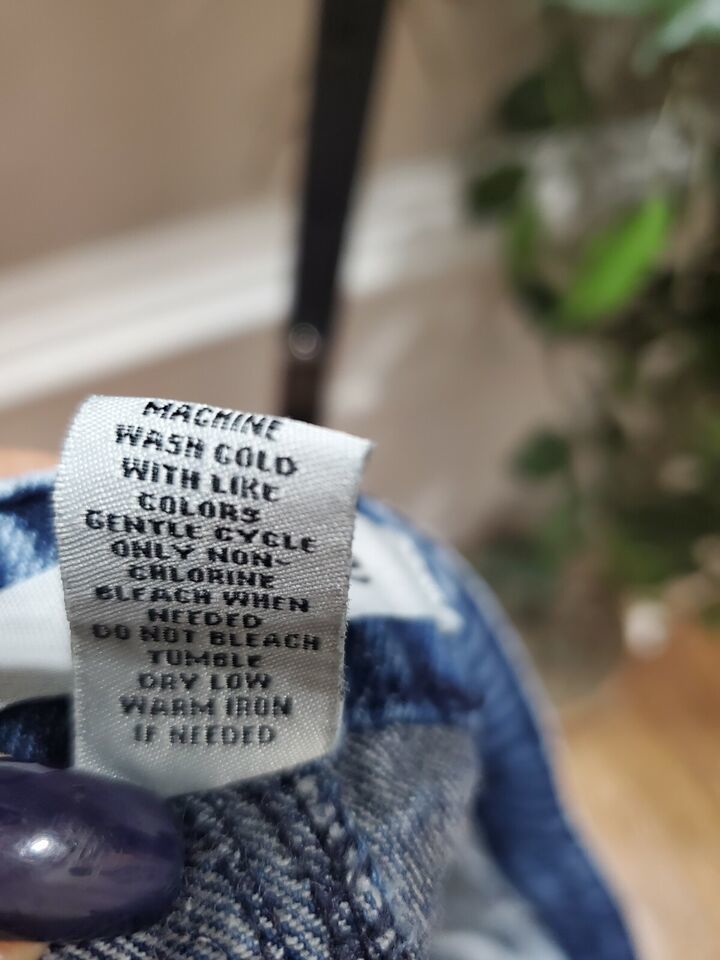 MACHINE
WASH COLD
WITH LIKE
COLORS
GENTLE CYCLE
ONLY NON-
CHLORINE
BLEACH WHEN
NEEDED
DO NOT BLEACH
TUMBLE
DRY LOW
WARM IRON
IF NEEDED